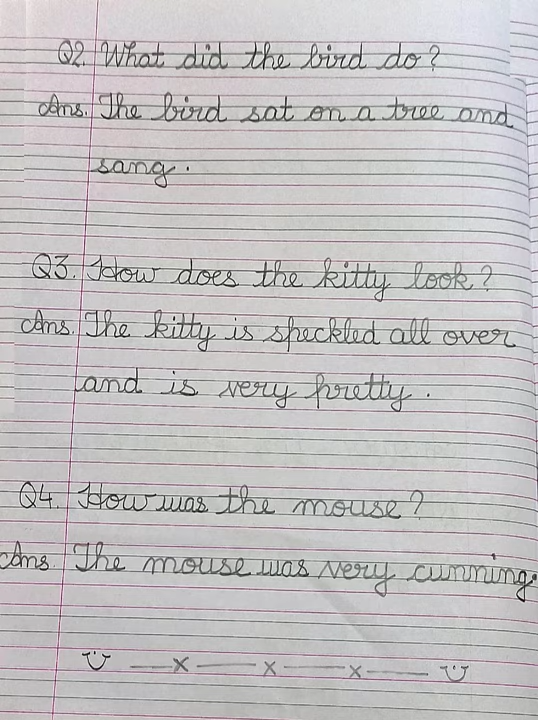 Q2. What did the bird do?
Ans. The bird sat on a tree and
sang.
Q3. How does the kitty look?
Ans. The kitty is speckled all over
and is very pretty.
Q4. How was the mouse?
Ans. The mouse was very cunning.